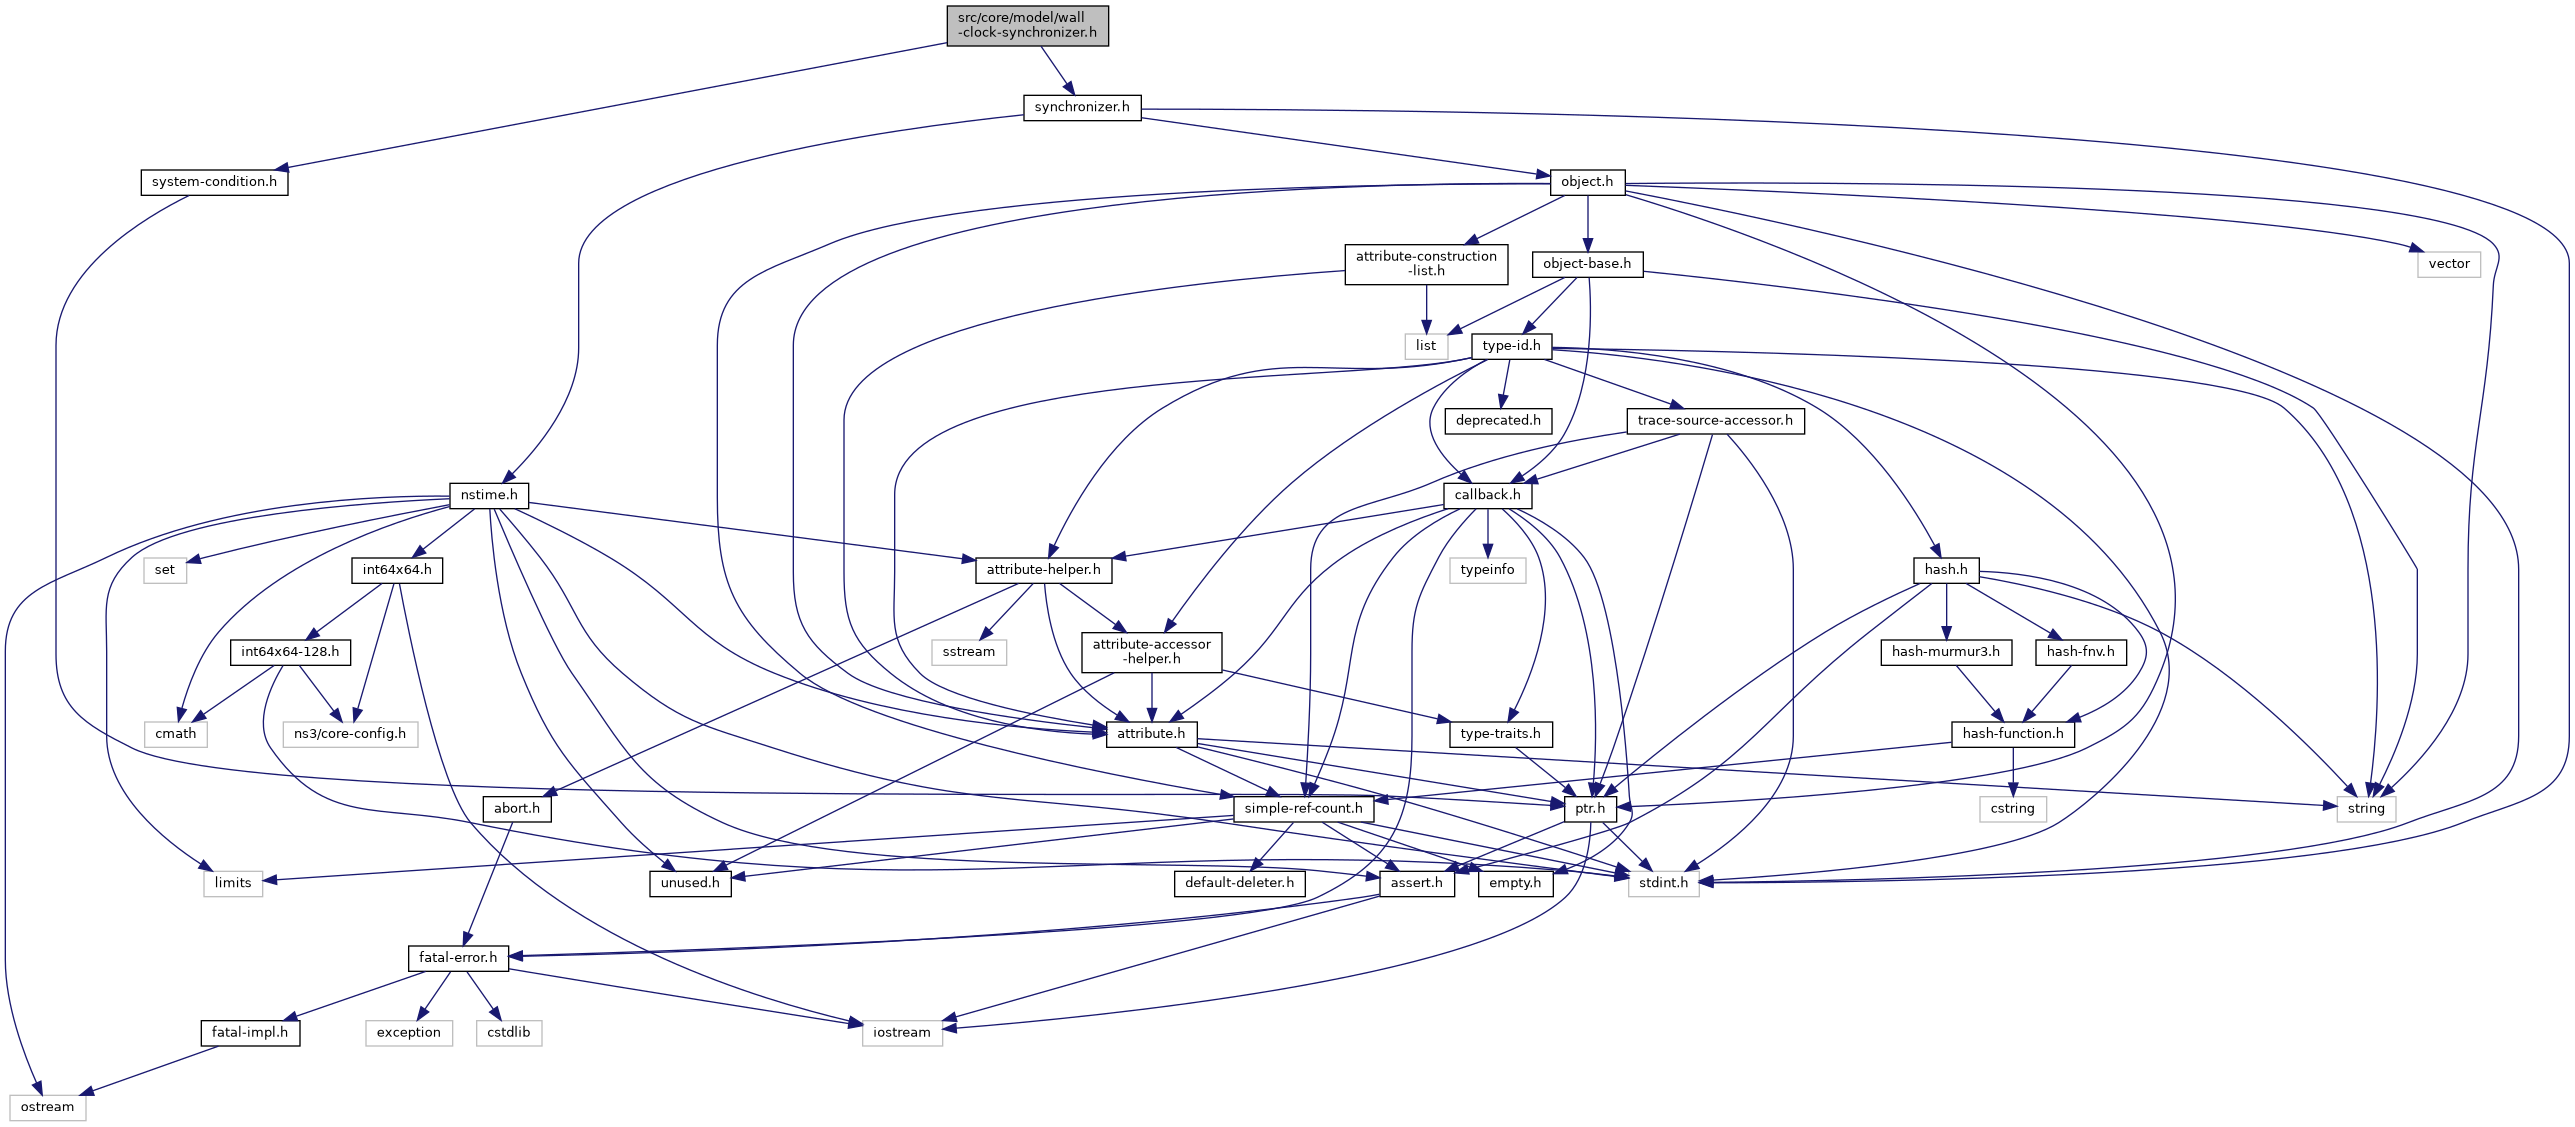 src/core/model/wall
-clock-synchronizer.h
synchronizer.h
system-condition.h
object.h
attribute-construction
-list.h
object-base.h
vector
list
type-id.h
deprecated.h
trace-source-accessor.h
nstime.h
callback.h
set
int64x64.h
attribute-helper.h
typeinfo
hash.h
int64x64-128.h
sstream
attribute-accessor
-helper.h
hash-murmur3.h
hash-fnv.h
cmath
ns3/core-config.h
attribute.h
type-traits.h
hash-function.h
abort.h
simple-ref-count.h
ptr.h
cstring
string
limits
unused.h
default-deleter.h
assert.h
empty.h
stdint.h
fatal-error.h
fatal-impl.h
exception
cstdlib
iostream
ostream